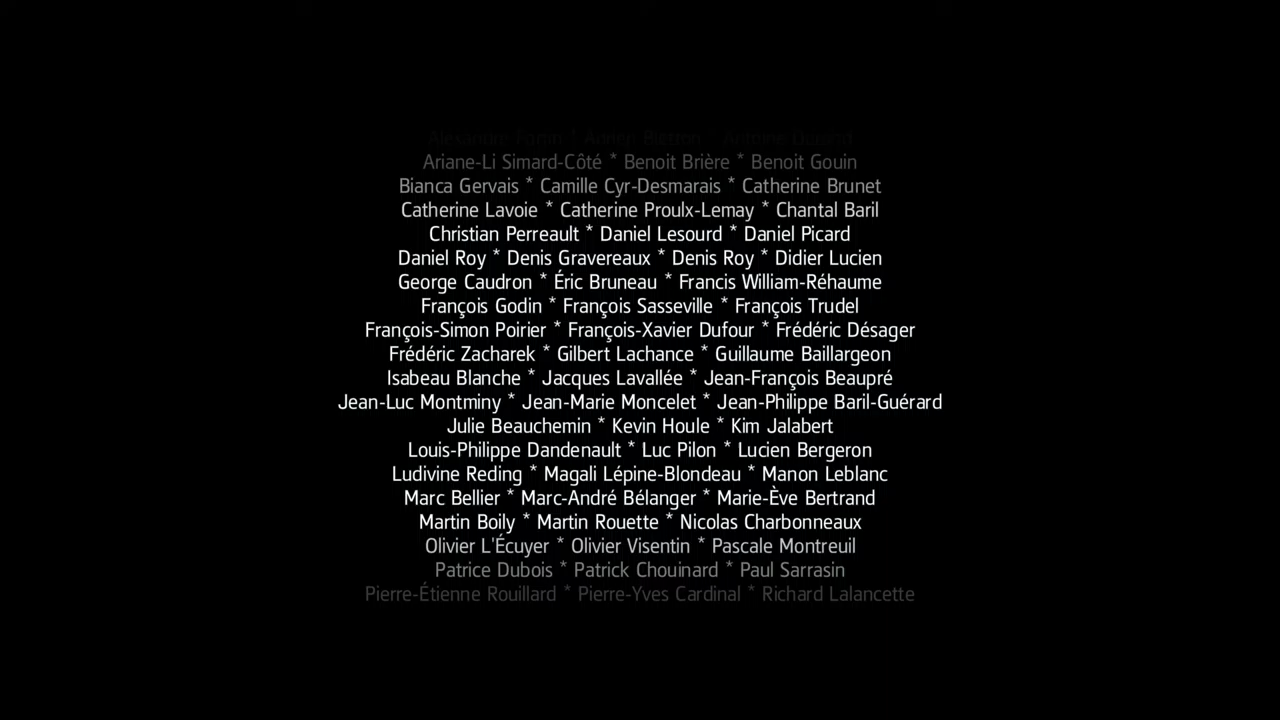 Ariane-Li Simard-Côté * Benoit Brière * Benoit Gouin
Bianca Gervais * Camille Cyr-Desmarais * Catherine Brunet
Catherine Lavoie * Catherine Proulx-Lemay * Chantal Baril
Christian Perreault * Daniel Lesourd * Daniel Picard
Daniel Roy * Denis Gravereaux * Denis Roy * Didier Lucien
George Caudron * Éric Bruneau * Francis William-Réhaume
François Godin * François Sasseville * François Trudel
François-Simon Poirier * François-Xavier Dufour * Frédéric Désager
Frédéric Zacharek * Gilbert Lachance * Guillaume Baillargeon
Isabeau Blanche * Jacques Lavallée * Jean-François Beaupré
Jean-Luc Montminy * Jean-Marie Moncelet * Jean-Philippe Baril-Guérard
Julie Beauchemin * Kevin Houle * Kim Jalabert
Louis-Philippe Dandenault * Luc Pilon * Lucien Bergeron
Ludivine Reding * Magali Lépine-Blondeau * Manon Leblanc
Marc Bellier * Marc-André Bélanger * Marie-Ève Bertrand
Martin Boily * Martin Rouette * Nicolas Charbonneaux
Olivier L'Écuyer * Olivier Visentin * Pascale Montreuil
Patrice Dubois * Patrick Chouinard * Paul Sarrasin
Pierre-Étienne Rouillard * Pierre-Yves Cardinal * Richard Lalancette